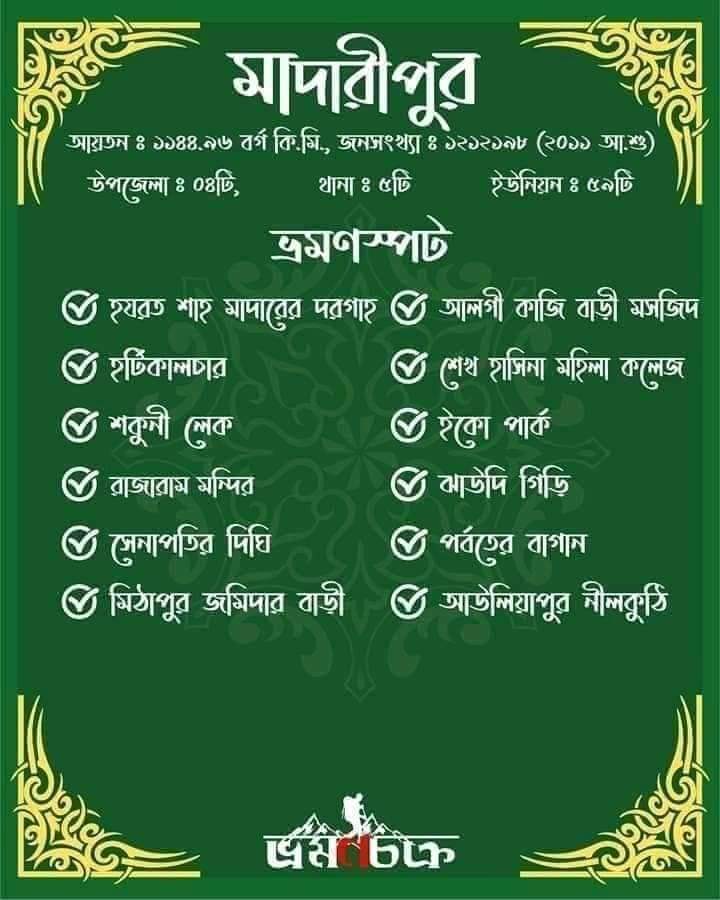 মাদারীপুর
আয়তন ঃ ১১৪৪.৯৬ বর্গ কি.মি., জনসংখ্যা ঃ ১২১২১৯৮ (২০১১ আ.শু)
উপজেলা ঃ ০৪টি, থানা ঃ ৫টি ইউনিয়ন ঃ ৫৯টি
ভ্রমণস্পট
হযরত শাহ মাদারের দরগাহ আলগী কাজি বাড়ী মসজিদ
হর্টিকালচার শেখ হাসিনা মহিলা কলেজ
শকুনী লেক ইকো পার্ক
রাজারাম মন্দির ঝাউদি গিড়ি
সেনাপতির দিঘি পর্বতের বাগান
মিঠাপুর জমিদার বাড়ী আউলিয়াপুর নীলকুঠি
ভ্রমণচক্র